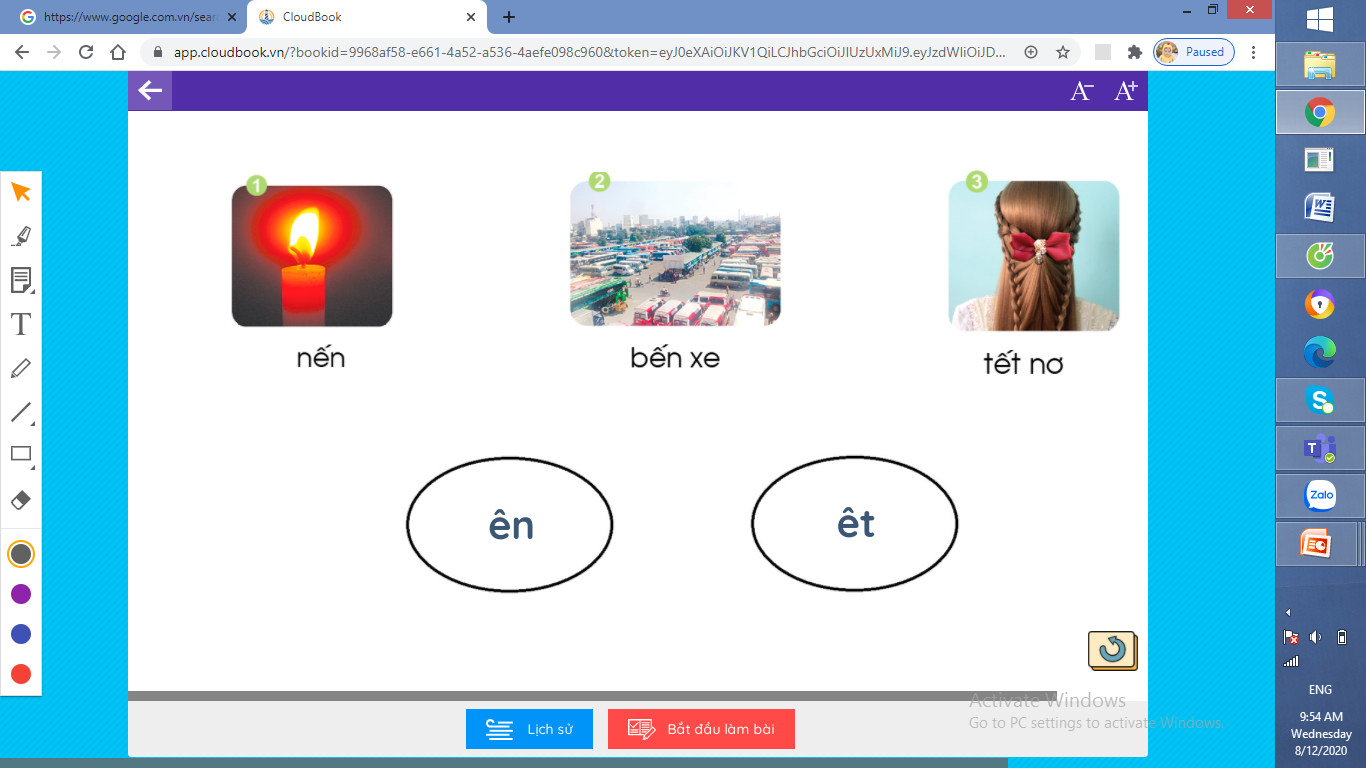 https://www.google.com.vn/sear
CloudBook
app.cloudbook.vn/?bookid=9968af58-e661-4a52-a536-4aefe098c960&token=eyJ0eXAiOiJKV1QiLCJhbGciOiJIUzUxMiJ9.eyJzdWIiOiJD...
Paused
A⁻ A⁺
1
2
3
nến
bến xe
tết nơ
ên
êt
T
Lịch sử
Bắt đầu làm bài
Activate Windows
Go to PC settings to activate Windows.
Zalo
ENG
9:54 AM
Wednesday
8/12/2020